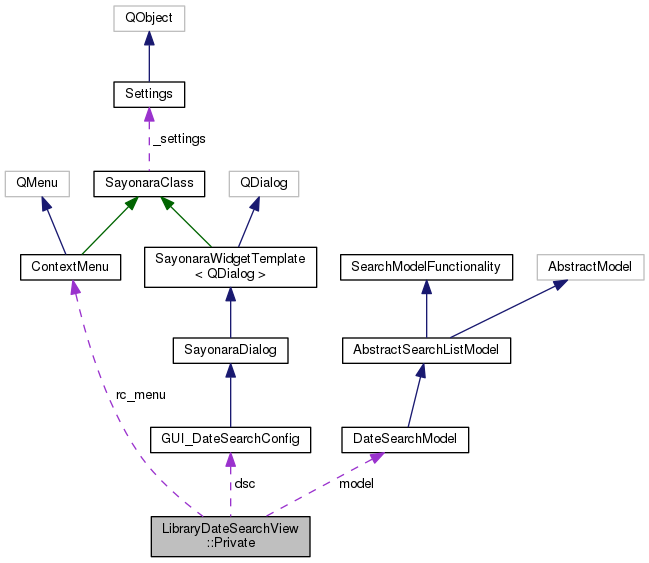 QObject
Settings
_settings
QMenu
SayonaraClass
QDialog
ContextMenu
SayonaraWidgetTemplate
< QDialog >
SearchModelFunctionality
AbstractModel
SayonaraDialog
AbstractSearchListModel
rc_menu
GUI_DateSearchConfig
DateSearchModel
dsc
model
LibraryDateSearchView
::Private